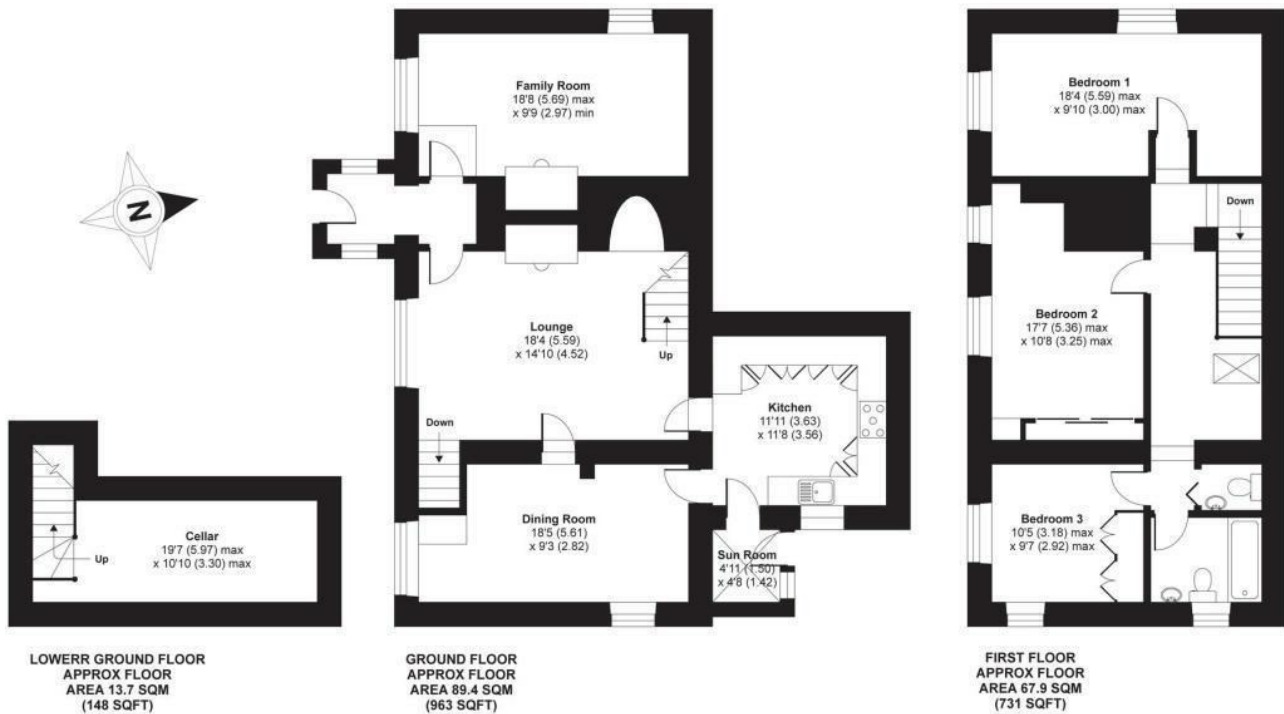 Family Room
18'8 (5.69) max
x 9'9 (2.97) min
Bedroom 1
18'4 (5.59) max
x 9'10 (3.00) max
N
Down
Lounge
18'4 (5.59)
x 14'10 (4.52)
Up
Bedroom 2
17'7 (5.36) max
x 10'8 (3.25) max
Down
Kitchen
11'11 (3.63)
x 11'8 (3.56)
Cellar
19'7 (5.97) max
x 10'10 (3.30) max
Up
Dining Room
18'5 (5.61)
x 9'3 (2.82)
Sun Room
4'11 (1.50)
x 4'8 (1.42)
Bedroom 3
10'5 (3.18) max
x 9'7 (2.92) max
LOWERR GROUND FLOOR
APPROX FLOOR
AREA 13.7 SQM
(148 SQFT)
GROUND FLOOR
APPROX FLOOR
AREA 89.4 SQM
(963 SQFT)
FIRST FLOOR
APPROX FLOOR
AREA 67.9 SQM
(731 SQFT)